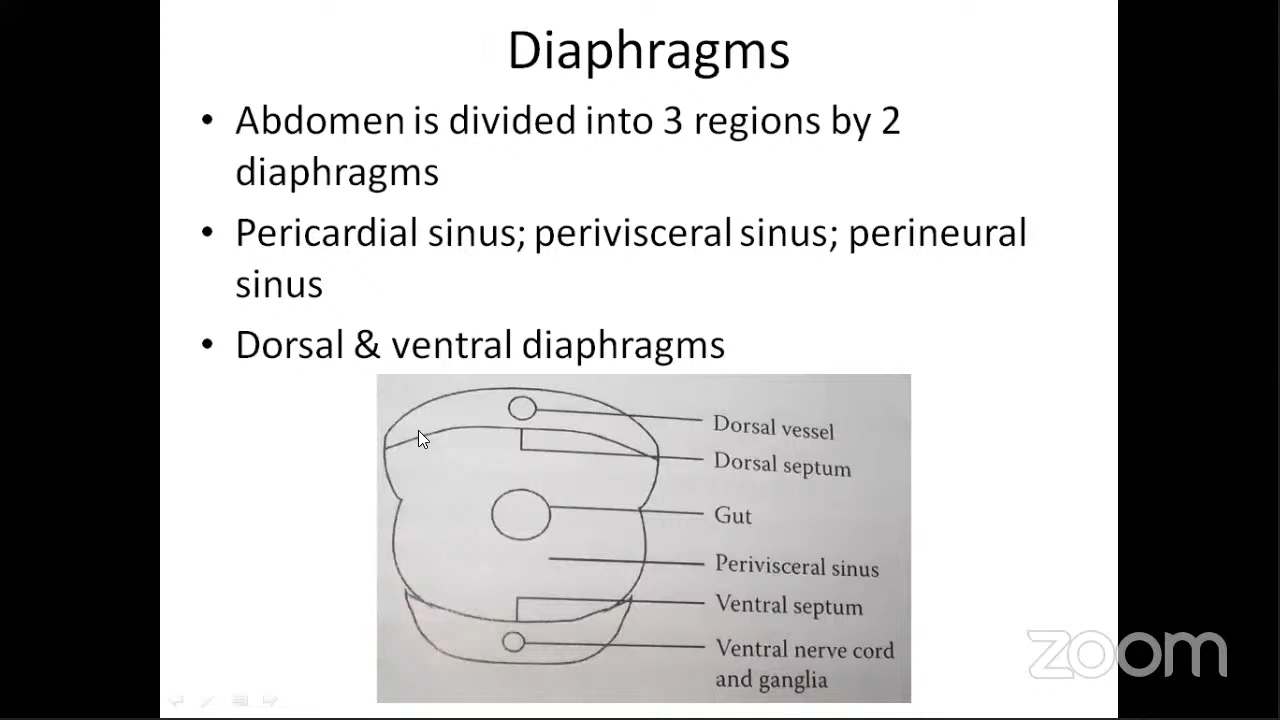 Diaphragms
• Abdomen is divided into 3 regions by 2
diaphragms
• Pericardial sinus; perivisceral sinus; perineural
sinus
• Dorsal & ventral diaphragms
Dorsal vessel
Dorsal septum
Gut
Perivisceral sinus
Ventral septum
Ventral nerve cord
and ganglia
zoom